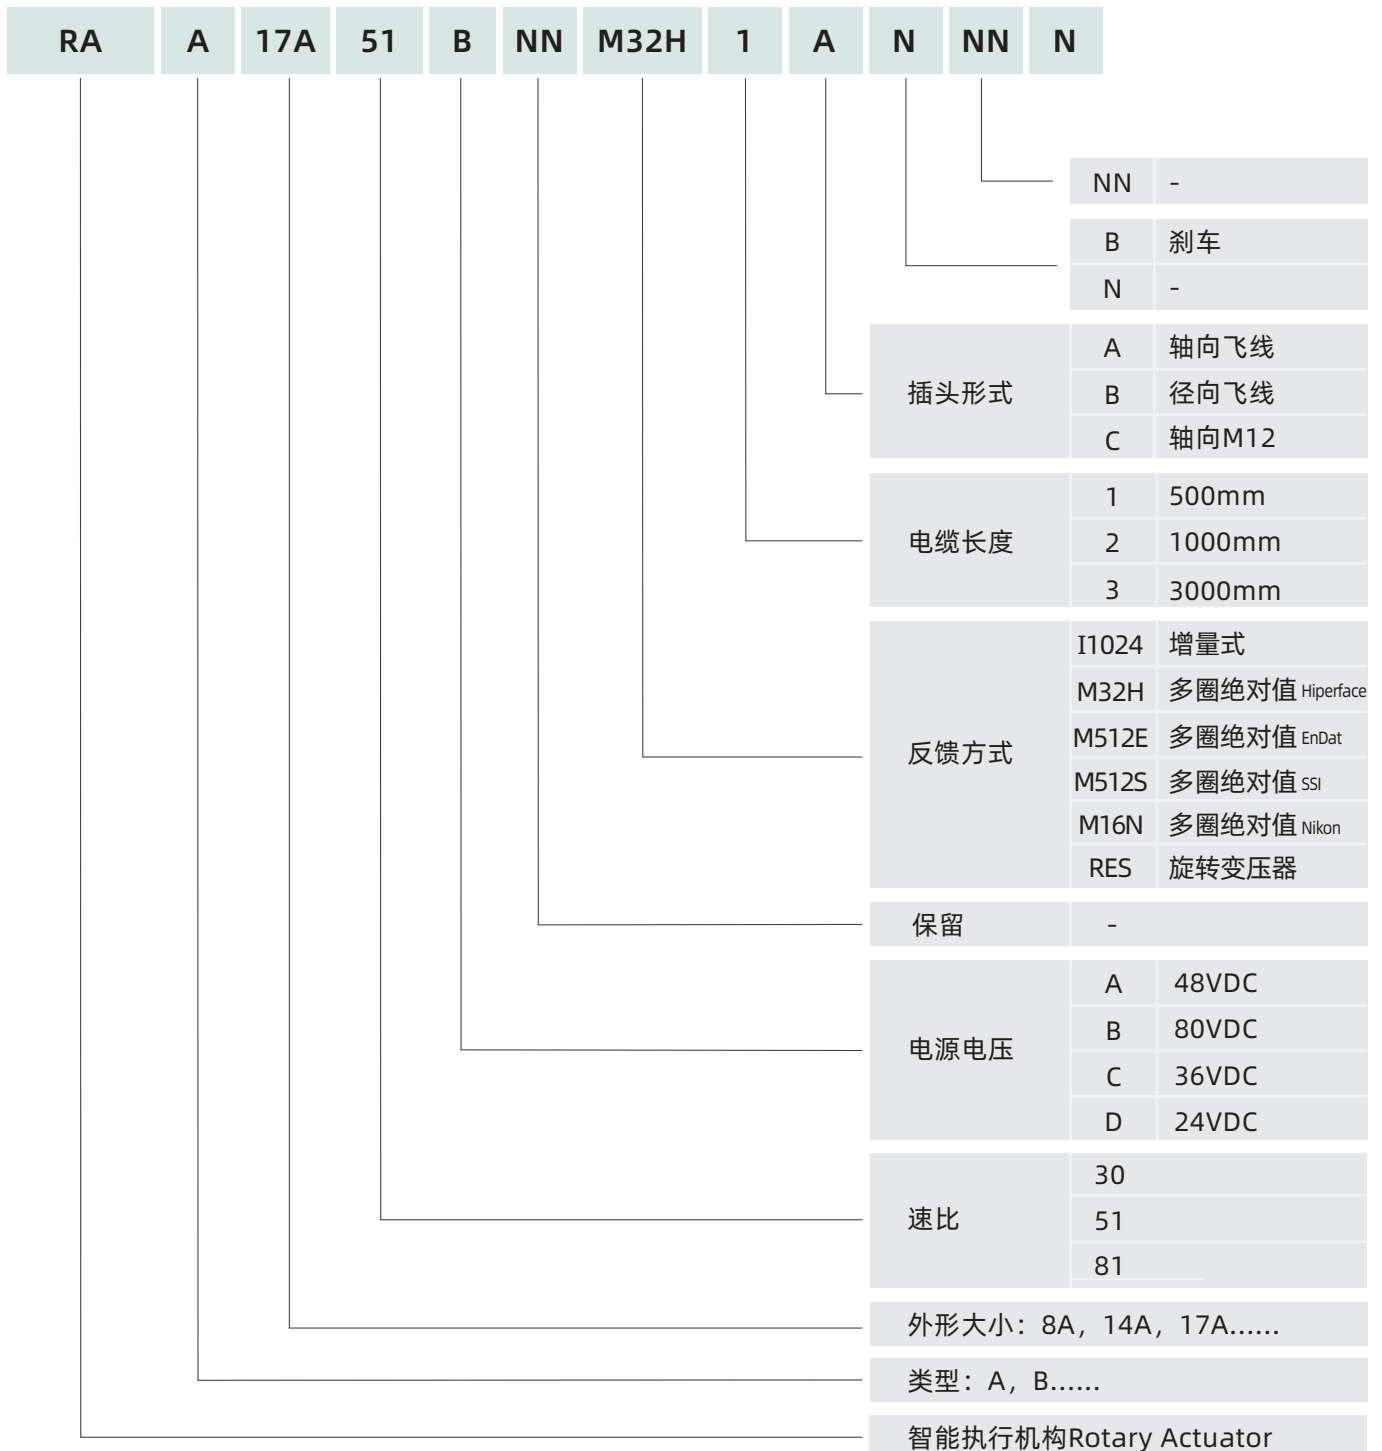 RA A 17A 51 B NN M32H 1 A N NN N
NN -
B 刹车
N -
插头形式
A 轴向飞线
B 径向飞线
C 轴向M12
电缆长度
1 500mm
2 1000mm
3 3000mm
反馈方式
I1024 增量式
M32H 多圈绝对值 Hiperface
M512E 多圈绝对值 EnDat
M512S 多圈绝对值 SSI
M16N 多圈绝对值 Nikon
RES 旋转变压器
保留 -
电源电压
A 48VDC
B 80VDC
C 36VDC
D 24VDC
速比
30
51
81
外形大小：8A，14A，17A......
类型：A，B......
智能执行机构Rotary Actuator